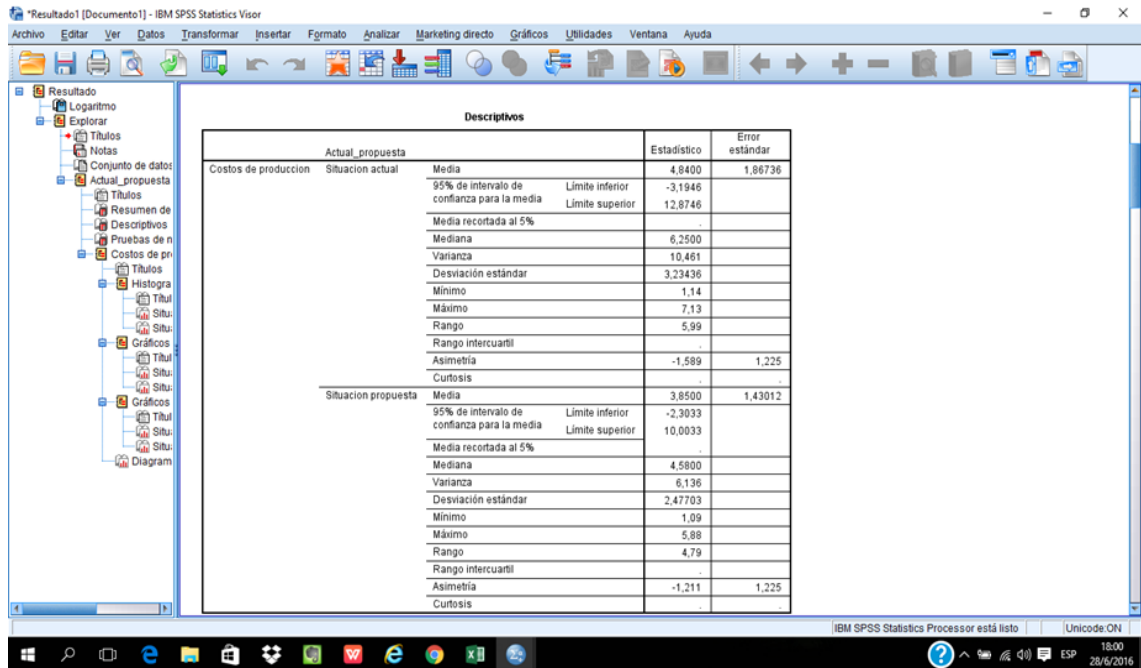 *Resultado1 [Documento1] - IBM SPSS Statistics Visor
Archivo Editar Ver Datos Transformar Insertar Formato Analizar Marketing directo Gráficos Utilidades Ventana Ayuda
Resultado
Logaritmo
Explorar
Títulos
Notas
Conjunto de datos
Actual_propuesta
Títulos
Resumen de
Descriptivos
Pruebas de n
Costos de pr
Títulos
Histogra
Títul
Situ
Situ
Gráficos
Títul
Situ
Situ
Gráficos
Títul
Situ
Situ
Diagram
Descriptivos
Actual_propuesta Estadístico Error estándar
Costos de produccion Situacion actual Media 4,8400 1,86736
95% de intervalo de confianza para la media Límite inferior -3,1946
Límite superior 12,8746
Media recortada al 5% .
Mediana 6,2500
Varianza 10,461
Desviación estándar 3,23436
Mínimo 1,14
Máximo 7,13
Rango 5,99
Rango intercuartil .
Asimetría -1,589 1,225
Curtosis . .
Situacion propuesta Media 3,8500 1,43012
95% de intervalo de confianza para la media Límite inferior -2,3033
Límite superior 10,0033
Media recortada al 5% .
Mediana 4,5800
Varianza 6,136
Desviación estándar 2,47703
Mínimo 1,09
Máximo 5,88
Rango 4,79
Rango intercuartil .
Asimetría -1,211 1,225
Curtosis . .
IBM SPSS Statistics Processor está listo Unicode:ON
ESP 18:00
28/6/2016